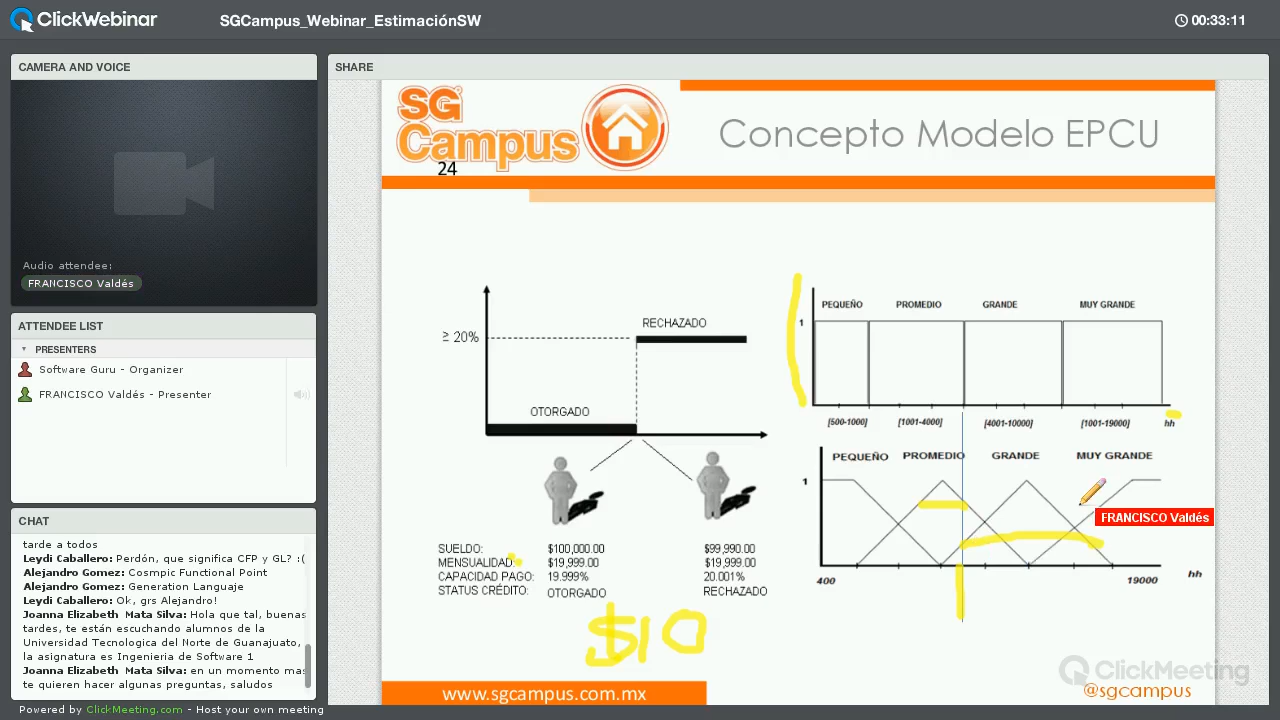 ClickWebinar
SGCampus_Webinar_EstimaciónSW
00:33:11
CAMERA AND VOICE
Audio attendee:
FRANCISCO Valdés
ATTENDEE LIST
PRESENTERS
Software Guru - Organizer
FRANCISCO Valdés - Presenter
CHAT
tarde a todos
Leydi Caballero: Perdón, que significa CFP y GL? :(
Alejandro Gomez: Cosmpic Functional Point
Alejandro Gomez: Generation Languaje
Leydi Caballero: Ok, grs Alejandro!
Joanna Elizabeth Mata Silva: Hola que tal, buenas
tardes, te están escuchando alumnos de la
Universidad Tecnologica del Norte de Guanajuato,
la asignatura es Ingenieria de Software 1
Joanna Elizabeth Mata Silva: en un momento mas
te quieren hacer algunas preguntas, saludos
Powered by ClickMeeting.com - Host your own meeting
SHARE
SG
Campus
24
Concepto Modelo EPCU
≥ 20%
RECHAZADO
OTORGADO
SUELDO: $100,000.00 $99,990.00
MENSUALIDAD: $19,999.00 $19,999.00
CAPACIDAD PAGO: 19.999% 20.001%
STATUS CRÉDITO: OTORGADO RECHAZADO
$10
PEQUEÑO PROMEDIO GRANDE MUY GRANDE
1
[500-1000] [1001-4000] [4001-10000] [1001-19000] hh
PEQUEÑO PROMEDIO GRANDE MUY GRANDE
1
FRANCISCO Valdés
400 19000 hh
ClickMeeting
www.sgcampus.com.mx
@sgcampus